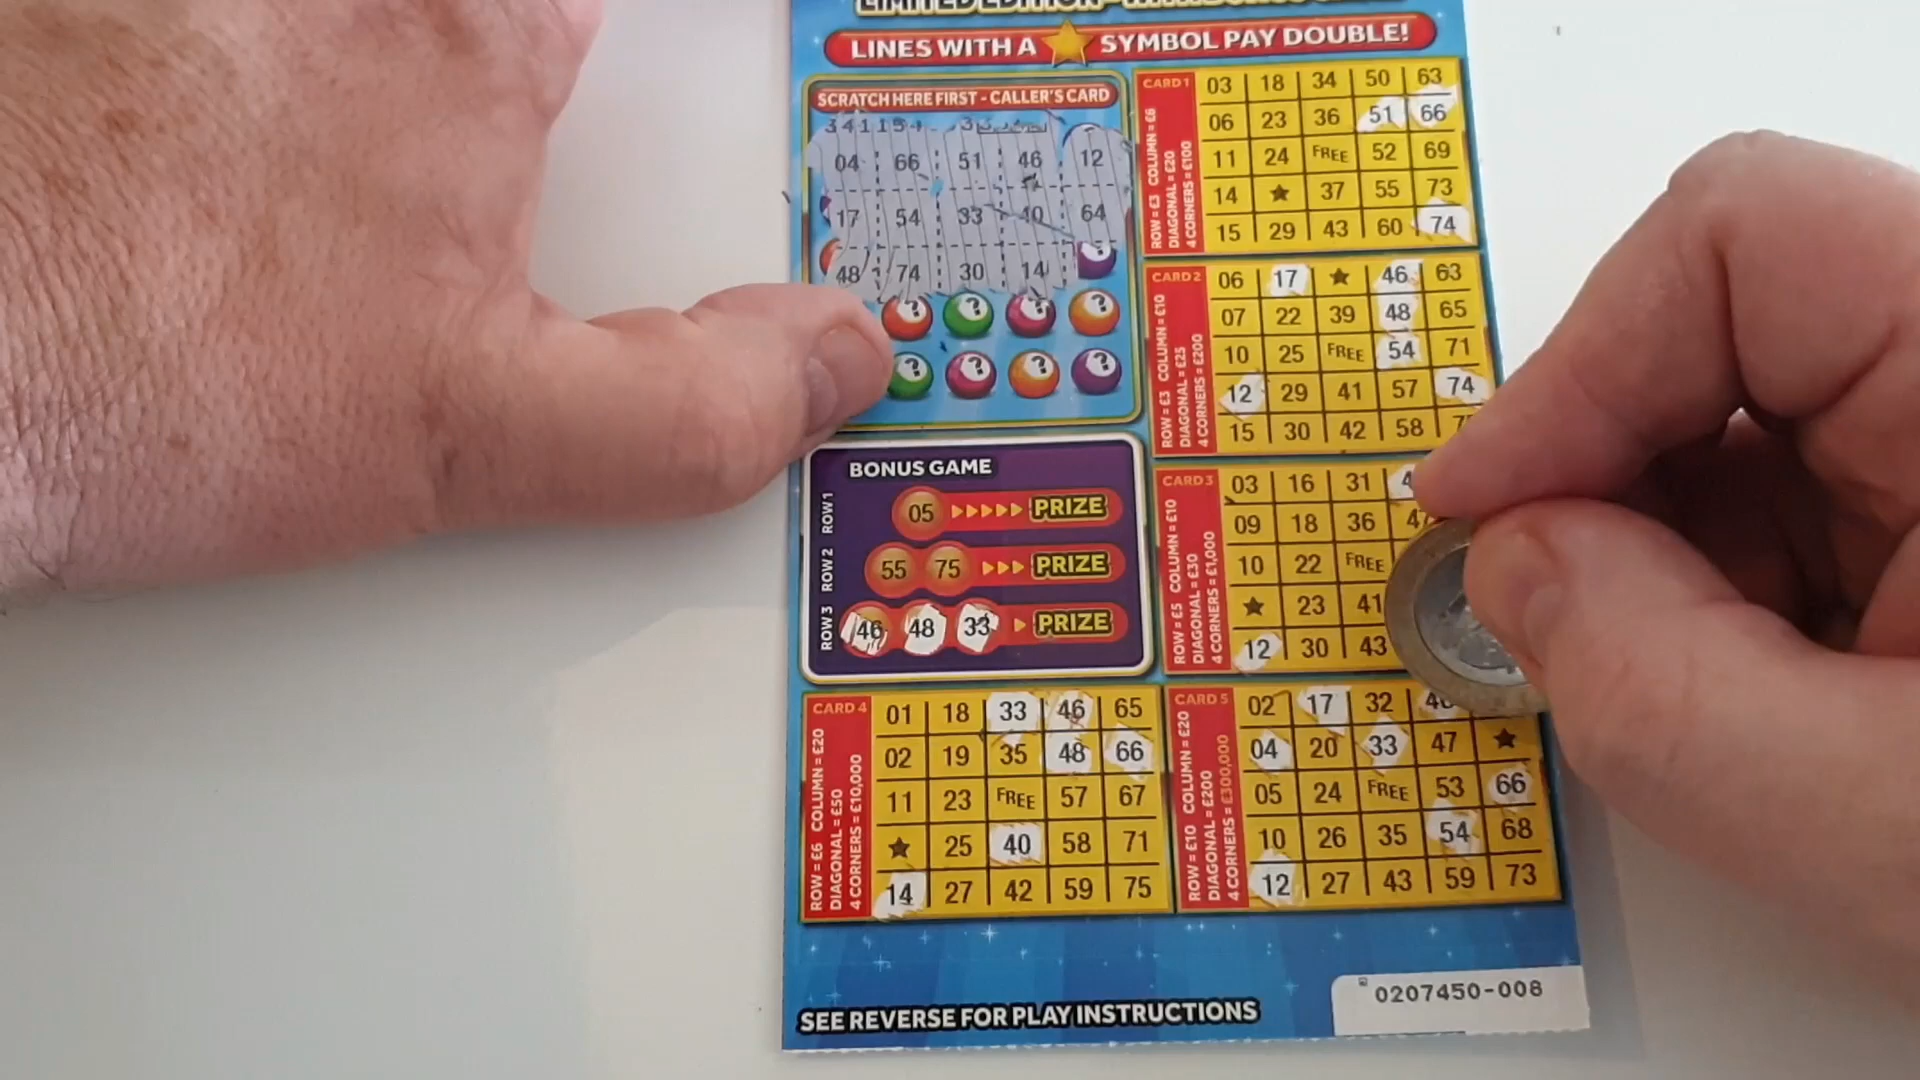 LINES WITH A SYMBOL PAY DOUBLE!
SCRATCH HERE FIRST - CALLER'S CARD
04 66 51 46 12
17 54 33 40 64
48 74 30 14
? ? ? ?
? ? ? ?
CARD 1
ROW = £3 COLUMN = £6
DIAGONAL = £20
4 CORNERS = £100
03 18 34 50 63
06 23 36 51 66
11 24 FREE 52 69
14 37 55 73
15 29 43 60 74
CARD 2
ROW = £3 COLUMN = £10
DIAGONAL = £25
4 CORNERS = £200
06 17 46 63
07 22 39 48 65
10 25 FREE 54 71
12 29 41 57 74
15 30 42 58
BONUS GAME
ROW 1 05 PRIZE
ROW 2 55 75 PRIZE
ROW 3 46 48 33 PRIZE
CARD 3
ROW = £5 COLUMN = £10
DIAGONAL = £30
4 CORNERS = £1,000
03 16 31
09 18 36 47
10 22 FREE
23 41
12 30 43
CARD 4
ROW = £6 COLUMN = £20
DIAGONAL = £50
4 CORNERS = £10,000
01 18 33 46 65
02 19 35 48 66
11 23 FREE 57 67
25 40 58 71
14 27 42 59 75
CARD 5
ROW = £10 COLUMN = £20
DIAGONAL = £200
4 CORNERS = £300,000
02 17 32
04 20 33 47
05 24 FREE 53 66
10 26 35 54 68
12 27 43 59 73
0207450-008
SEE REVERSE FOR PLAY INSTRUCTIONS